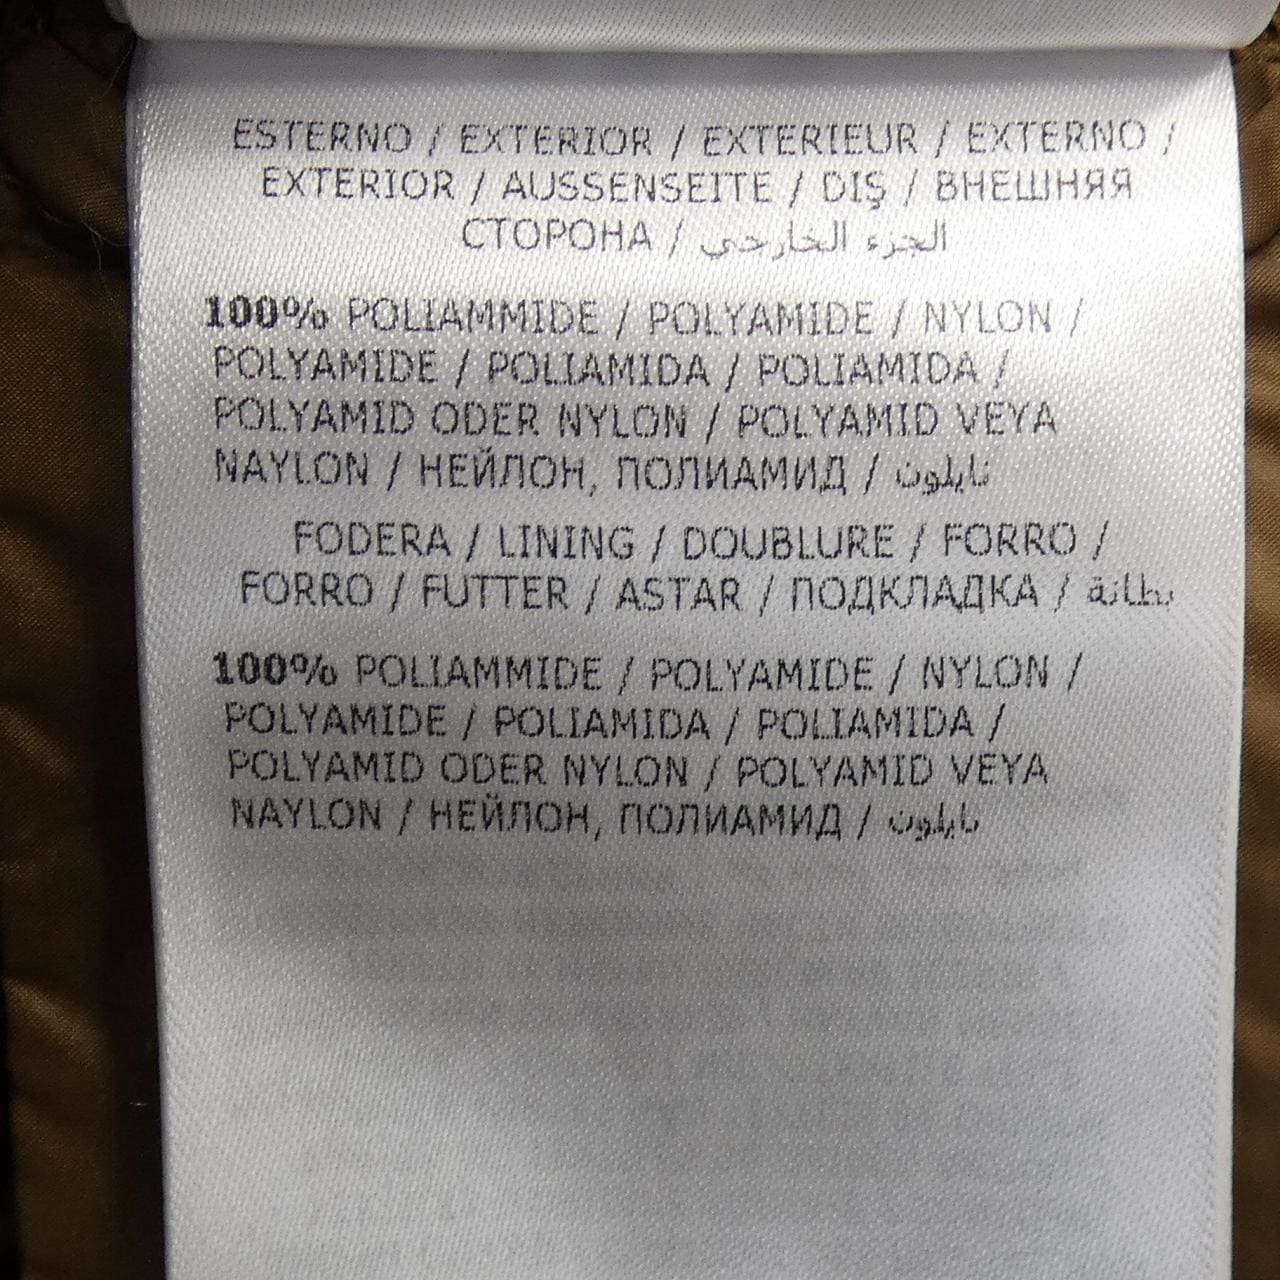 ESTERNO / EXTERIOR / EXTERIEUR / EXTERNO /
EXTERIOR / AUSSENSEITE / DIŞ / ВНЕШНЯЯ
СТОРОНА / الجزء الخارجي
100% POLIAMMIDE / POLYAMIDE / NYLON /
POLYAMIDE / POLIAMIDA / POLIAMIDA /
POLYAMID ODER NYLON / POLYAMID VEYA
NAYLON / НЕЙЛОН, ПОЛИАМИД / نايلون
FODERA / LINING / DOUBLURE / FORRO /
FORRO / FUTTER / ASTAR / ПОДКЛАДКА / بطانة
100% POLIAMMIDE / POLYAMIDE / NYLON /
POLYAMIDE / POLIAMIDA / POLIAMIDA /
POLYAMID ODER NYLON / POLYAMID VEYA
NAYLON / НЕЙЛОН, ПОЛИАМИД / نايلون